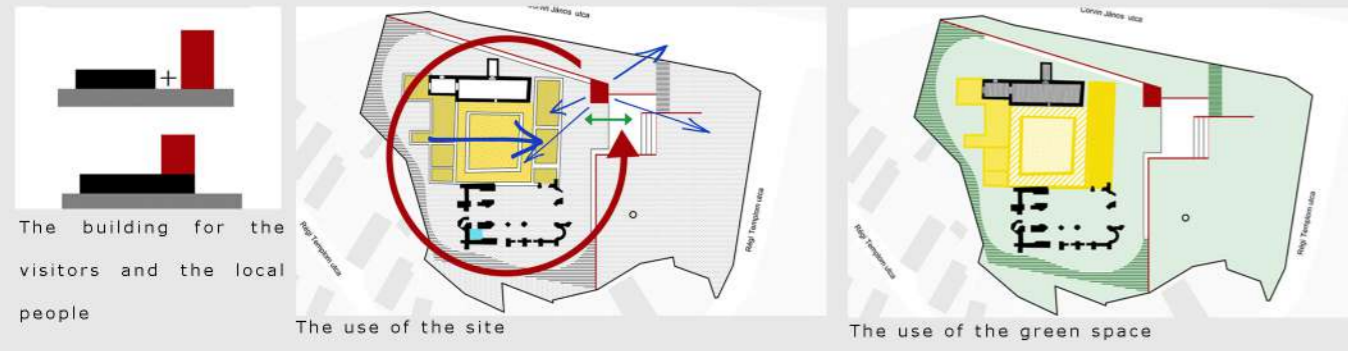 The building for the
visitors and the local
people
Corvin János utca
Régi Templom utca
Régi Templom utca
The use of the site
Corvin János utca
Régi Templom utca
Régi Templom utca
The use of the green space